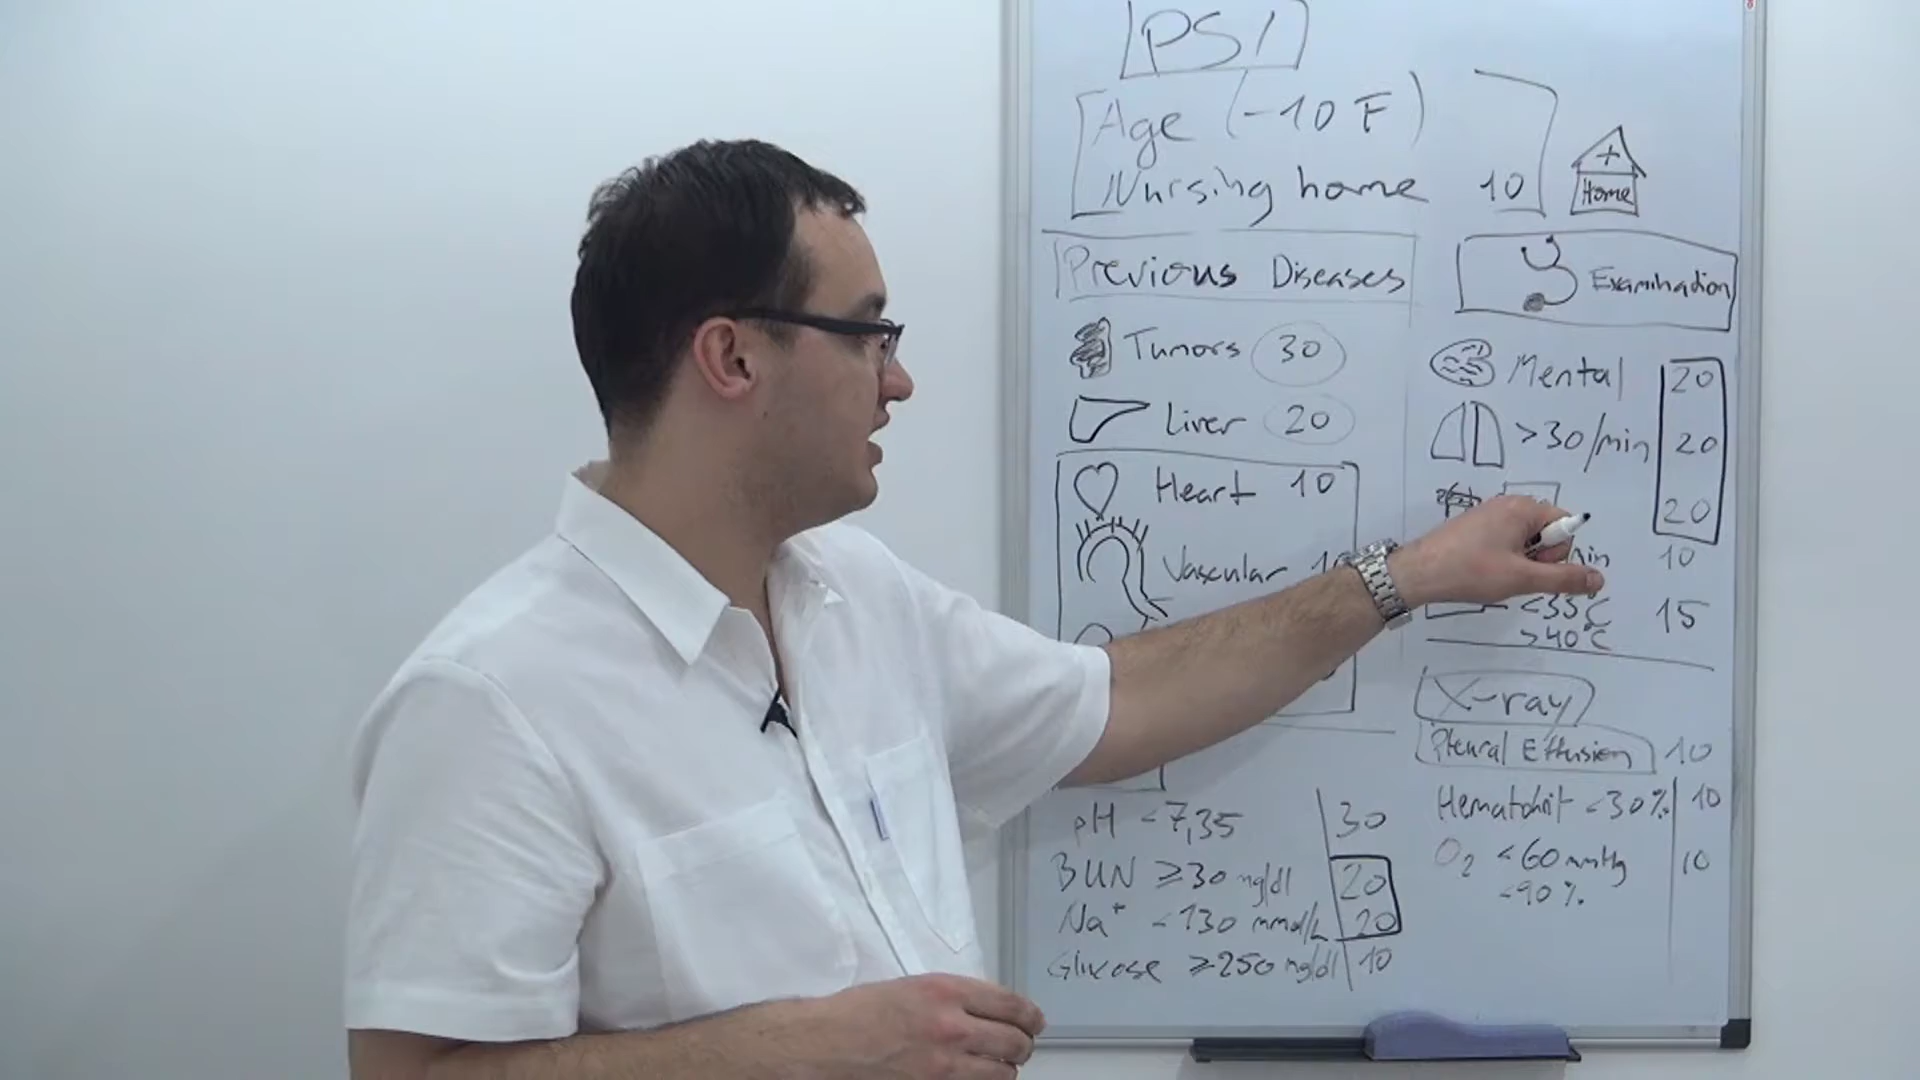 PSI
Age (-10 F)
Nursing home 10
Home
Previous Diseases
Tumors 30
Liver 20
Heart 10
Vascular
Examination
Mental 20
>30/min 20
20
10
<35°C 15
>40°C
X-ray
Pleural Effusion 10
pH <7,35 30
BUN ≥30 mg/dl 20
Na+ <130 mmol/L 20
Glucose ≥250 mg/dl 10
Hematokrit <30% 10
O2 <60 mmHg 10
<90%